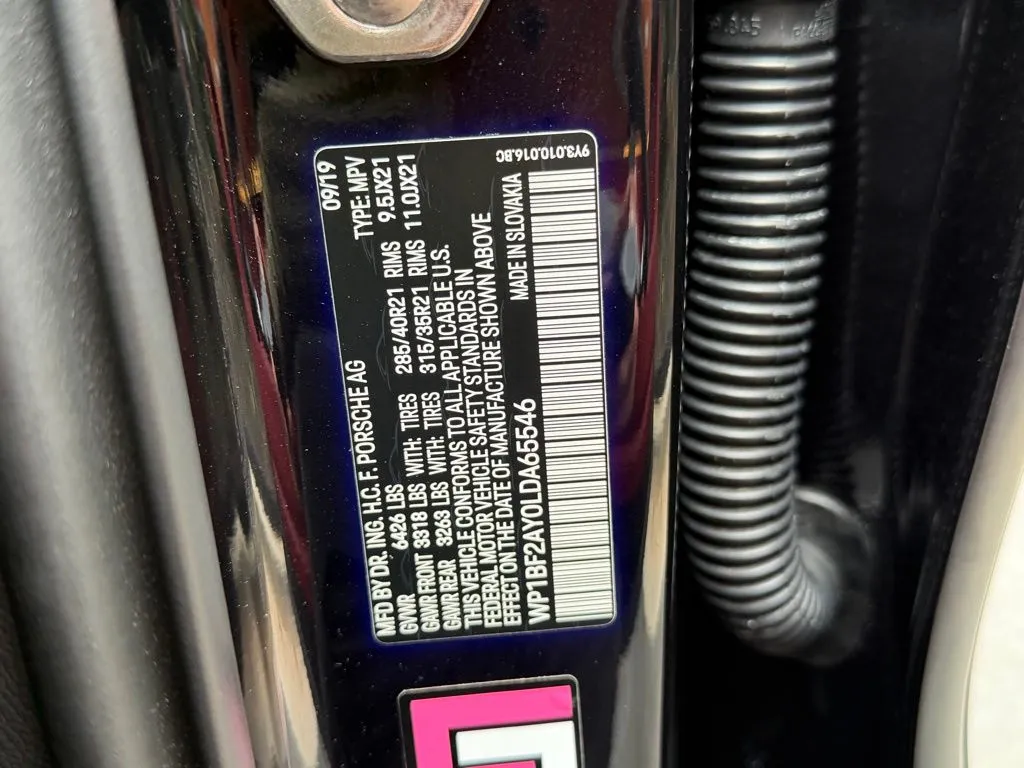 MFD BY DR. ING. H.C. F. PORSCHE AG 09/19
GVWR 6426 LBS TYPE: MPV
GAWR FRONT 3318 LBS WITH: TIRES 285/40R21 RIMS 9.5JX21
GAWR REAR 3263 LBS WITH: TIRES 315/35R21 RIMS 11.0JX21
THIS VEHICLE CONFORMS TO ALL APPLICABLE U.S.
FEDERAL MOTOR VEHICLE SAFETY STANDARDS IN
EFFECT ON THE DATE OF MANUFACTURE SHOWN ABOVE
WP1BF2AY0LDA65546 MADE IN SLOVAKIA
9Y3.010.016.BC